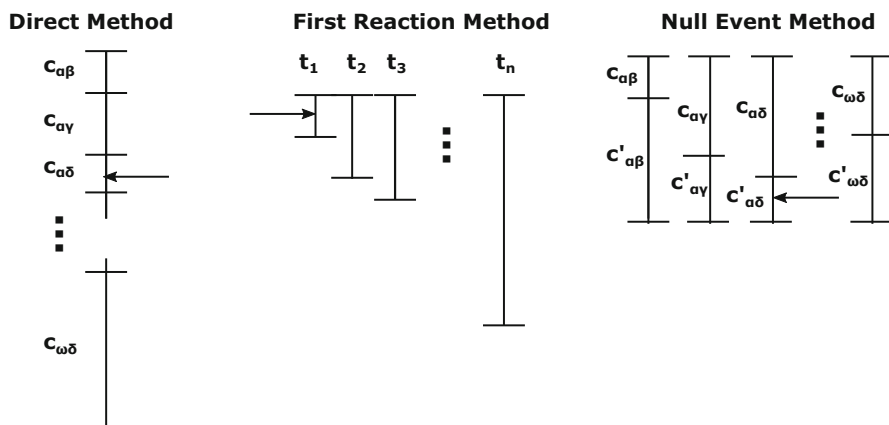 Direct Method
cαβ
cαγ
cαδ
cωδ
First Reaction Method
t1 t2 t3 tn
Null Event Method
cαβ
c'αβ
cαγ
c'αγ
cαδ
c'αδ
cωδ
c'ωδ